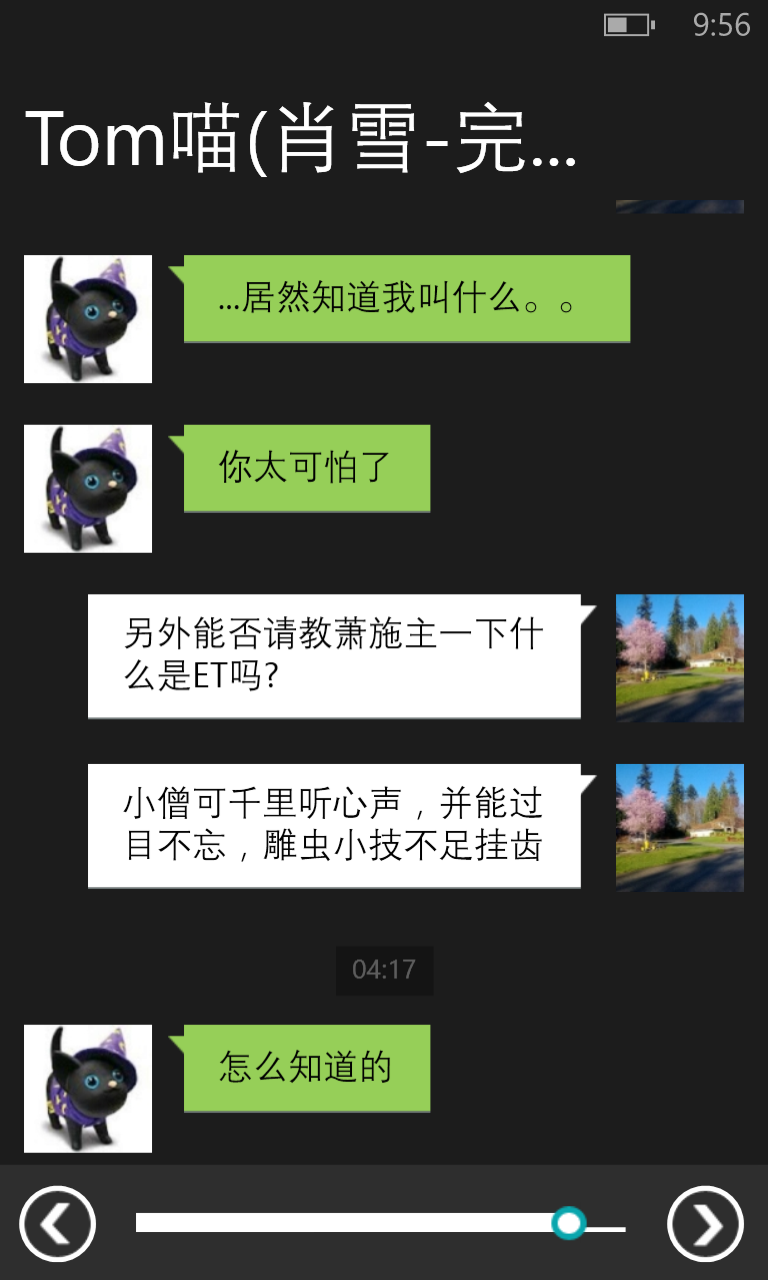 9:56
Tom喵(肖雪-完...
...居然知道我叫什么。。
你太可怕了
另外能否请教萧施主一下什
么是ET吗?
小僧可千里听心声，并能过
目不忘，雕虫小技不足挂齿
04:17
怎么知道的